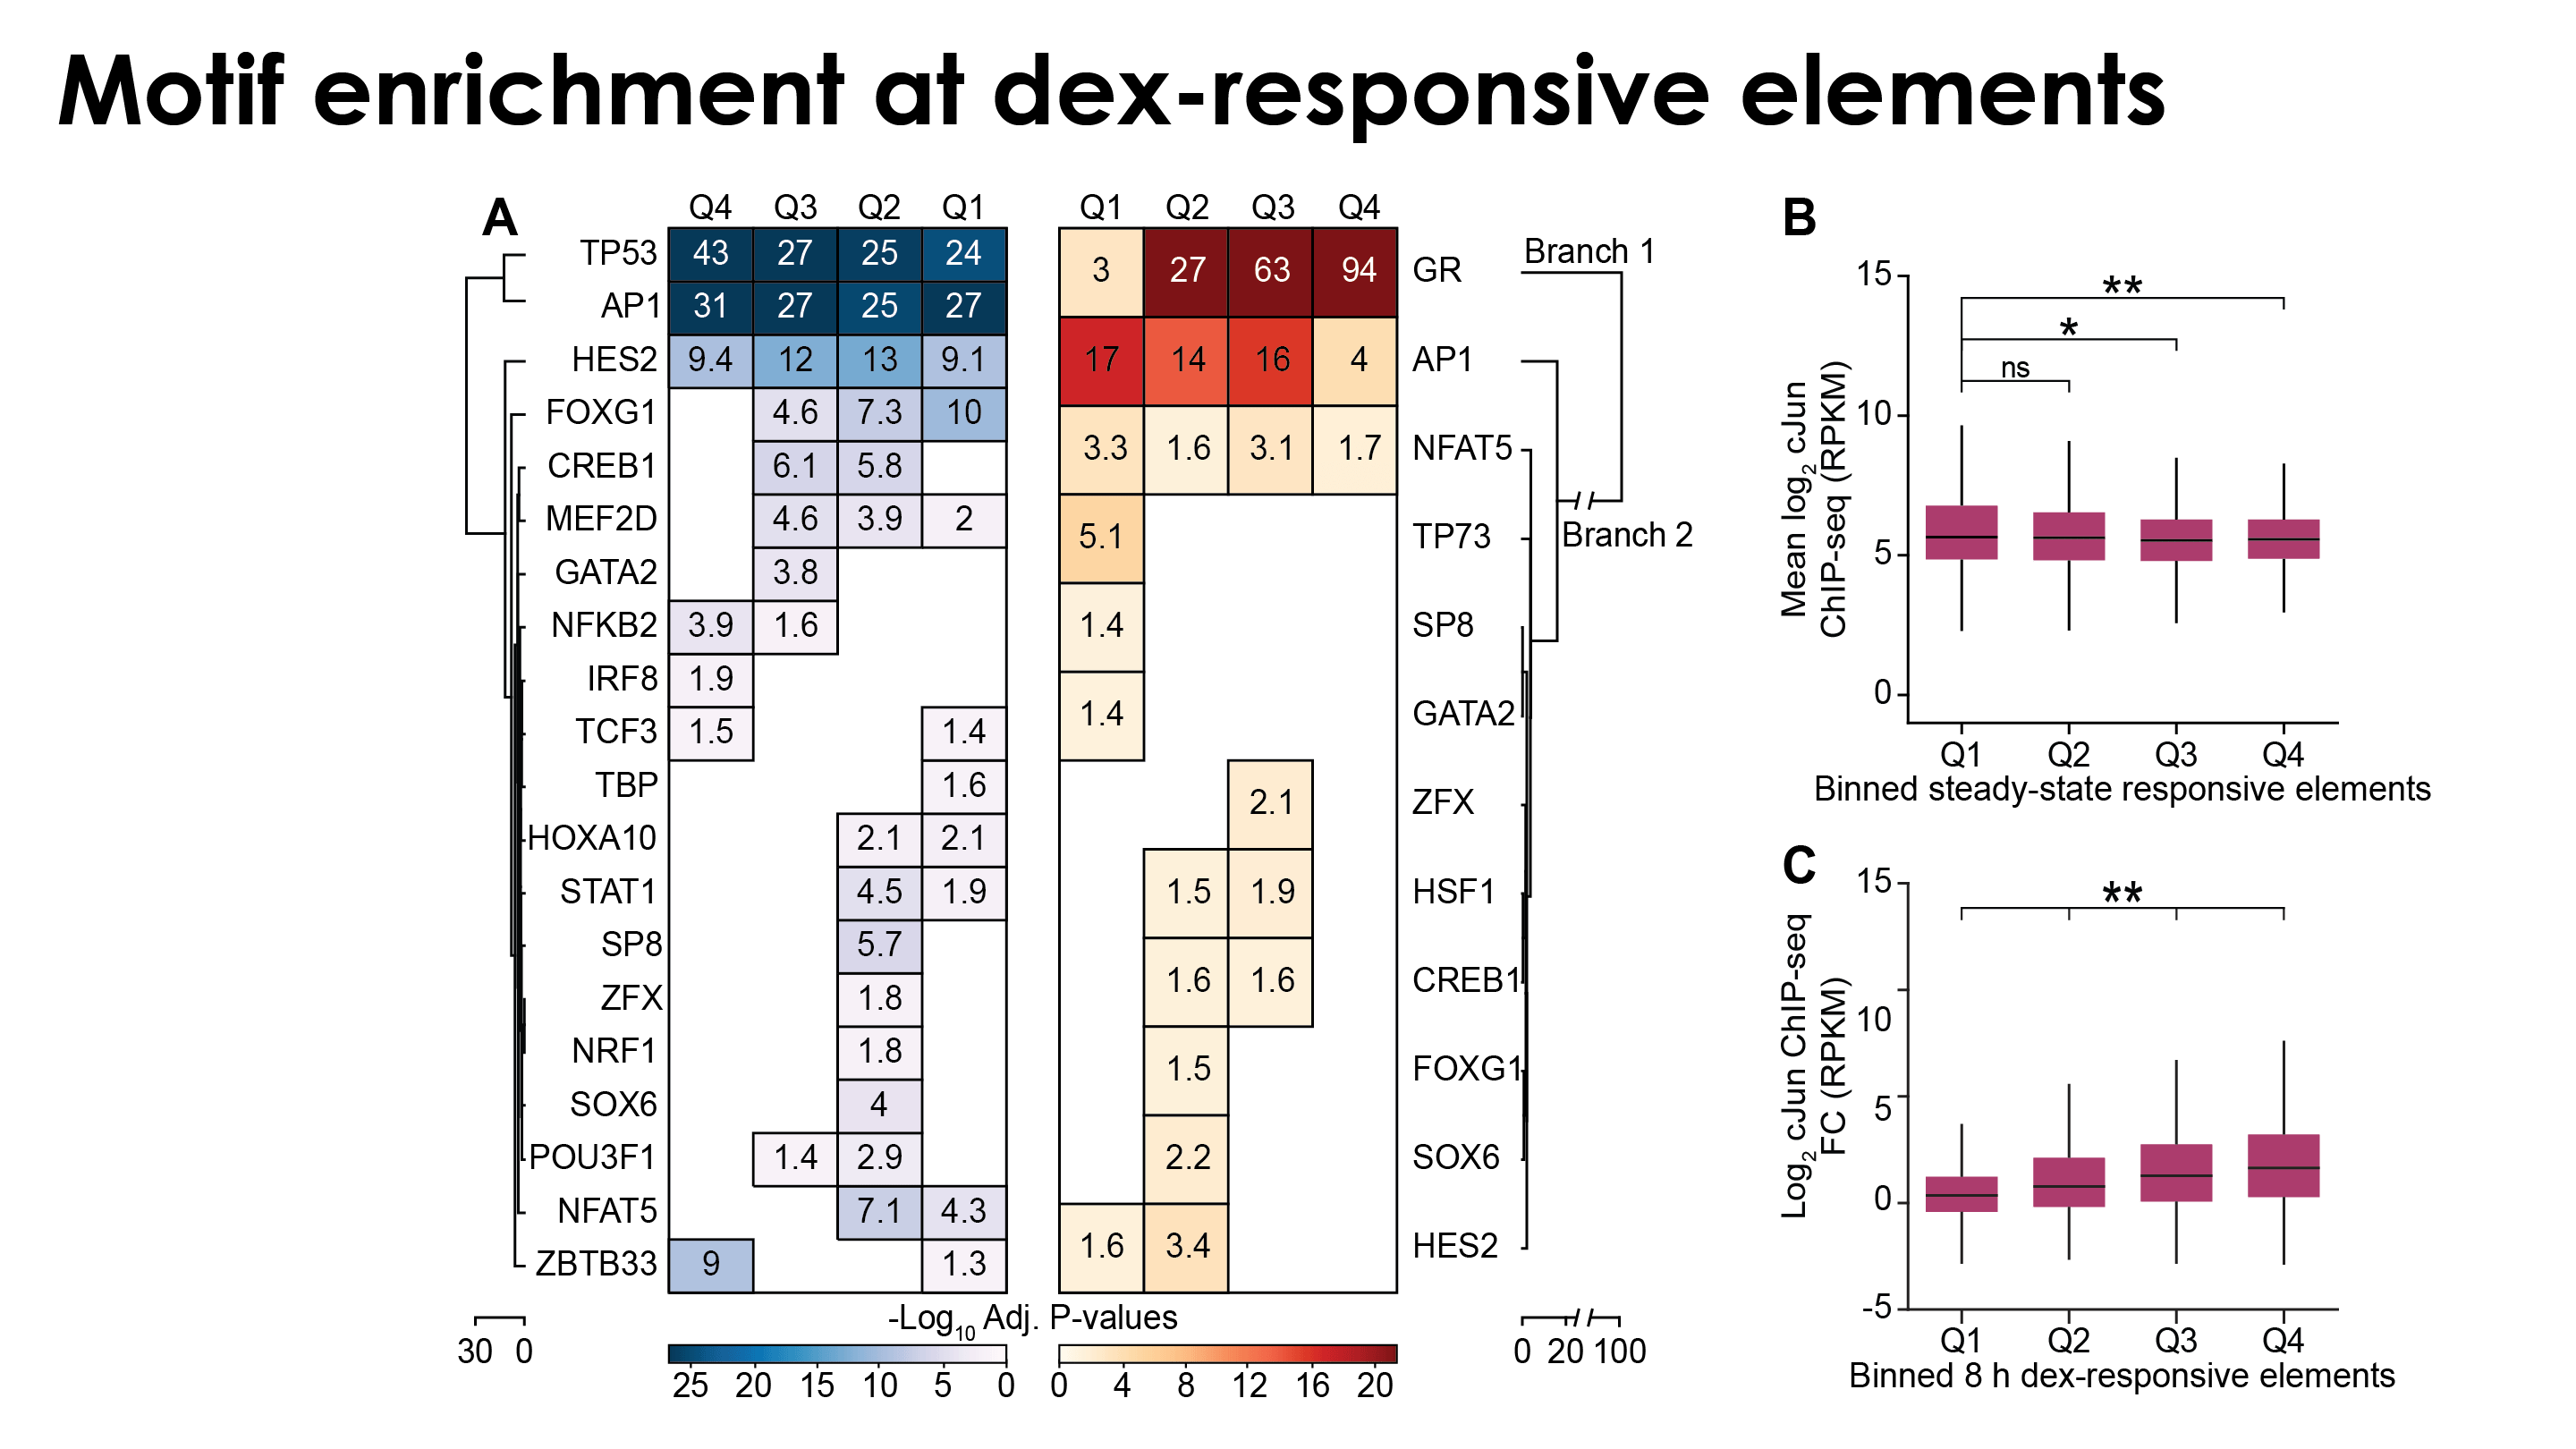 Motif enrichment at dex-responsive elements
A
Q4 Q3 Q2 Q1
TP53 43 27 25 24
AP1 31 27 25 27
HES2 9.4 12 13 9.1
FOXG1 4.6 7.3 10
CREB1 6.1 5.8
MEF2D 4.6 3.9 2
GATA2 3.8
NFKB2 3.9 1.6
IRF8 1.9
TCF3 1.5 1.4
TBP 1.6
HOXA10 2.1 2.1
STAT1 4.5 1.9
SP8 5.7
ZFX 1.8
NRF1 1.8
SOX6 4
POU3F1 1.4 2.9
NFAT5 7.1 4.3
ZBTB33 9 1.3
30 0
Q1 Q2 Q3 Q4
3 27 63 94 GR
17 14 16 4 AP1
3.3 1.6 3.1 1.7 NFAT5
5.1 TP73
1.4 SP8
1.4 GATA2
2.1 ZFX
1.5 1.9 HSF1
1.6 1.6 CREB1
1.5 FOXG1
2.2 SOX6
1.6 3.4 HES2
Branch 1
Branch 2
0 20 100
-Log10 Adj. P-values
25 20 15 10 5 0
0 4 8 12 16 20
B
Mean log2 cJun
ChIP-seq (RPKM)
15
10
5
0
**
*
ns
Q1 Q2 Q3 Q4
Binned steady-state responsive elements
C
Log2 cJun ChIP-seq
FC (RPKM)
15
10
5
0
-5
**
Q1 Q2 Q3 Q4
Binned 8 h dex-responsive elements